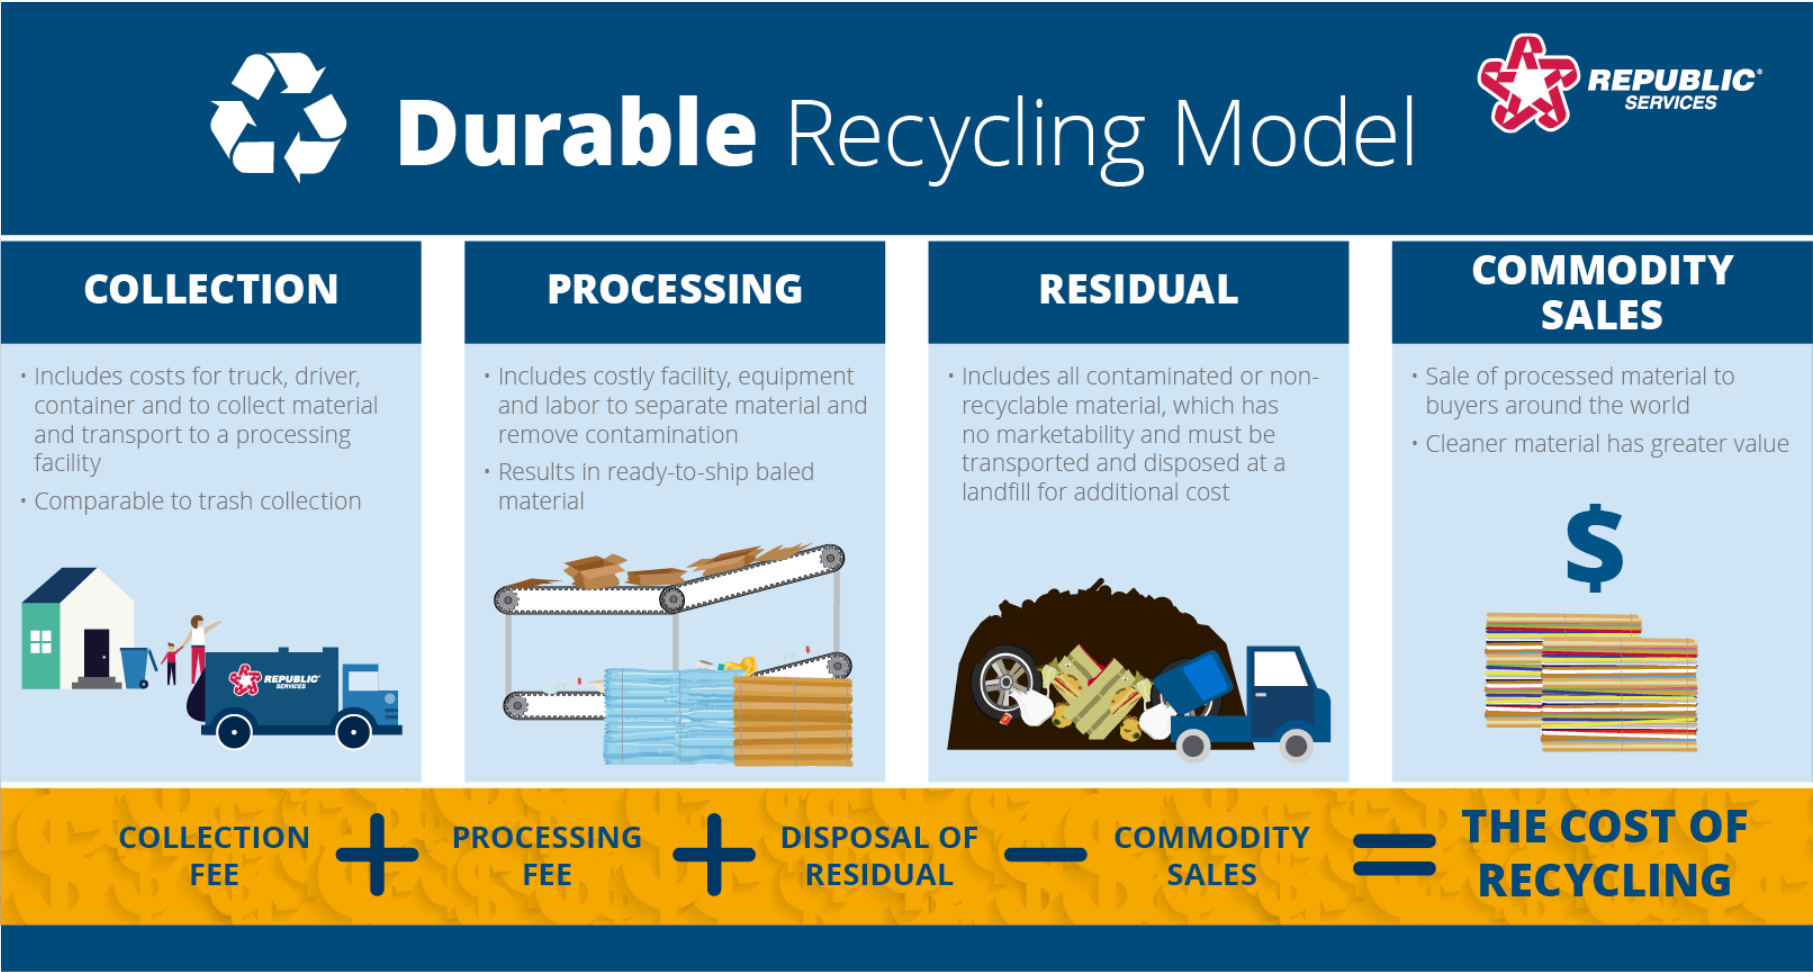 Durable Recycling Model
REPUBLIC®
SERVICES
COLLECTION
• Includes costs for truck, driver,
container and to collect material
and transport to a processing
facility
• Comparable to trash collection
REPUBLIC®
SERVICES
PROCESSING
• Includes costly facility, equipment
and labor to separate material and
remove contamination
• Results in ready-to-ship baled
material
RESIDUAL
• Includes all contaminated or non-
recyclable material, which has
no marketability and must be
transported and disposed at a
landfill for additional cost
COMMODITY
SALES
• Sale of processed material to
buyers around the world
• Cleaner material has greater value
$
COLLECTION
FEE
+
PROCESSING
FEE
+
DISPOSAL OF
RESIDUAL
−
COMMODITY
SALES
=
THE COST OF
RECYCLING